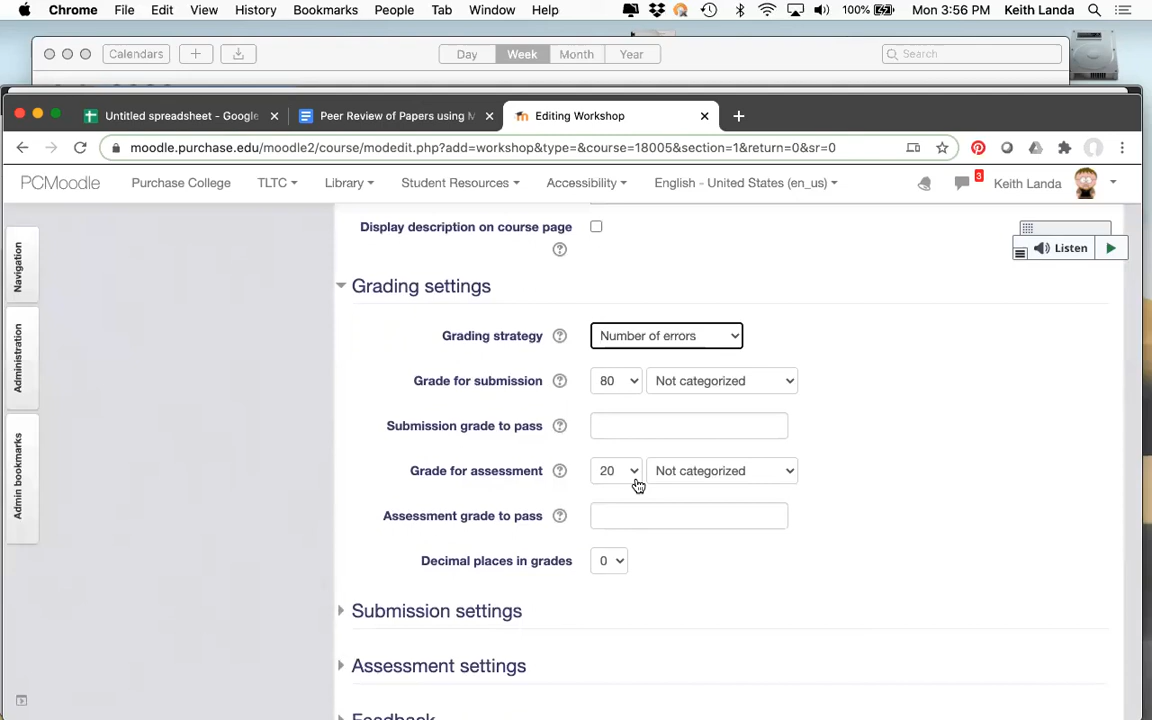 Chrome File Edit View History Bookmarks People Tab Window Help 100% Mon 3:56 PM Keith Landa
Calendars Day Week Month Year Search
Untitled spreadsheet - Google Peer Review of Papers using M Editing Workshop
moodle.purchase.edu/moodle2/course/modedit.php?add=workshop&type=&course=18005&section=1&return=0&sr=0
PCMoodle Purchase College TLTC Library Student Resources Accessibility English - United States (en_us) 3 Keith Landa
Display description on course page
Listen
Grading settings
Grading strategy Number of errors
Grade for submission 80 Not categorized
Submission grade to pass
Grade for assessment 20 Not categorized
Assessment grade to pass
Decimal places in grades 0
Submission settings
Assessment settings
Feedback
Navigation
Administration
Admin bookmarks